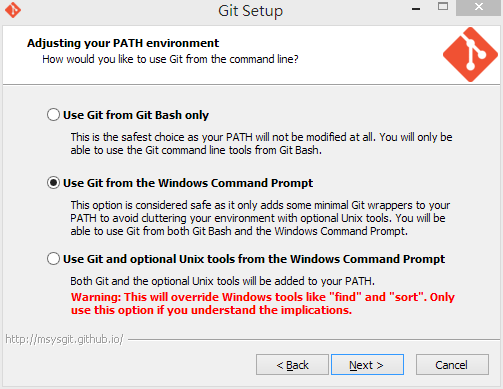 Git Setup
Adjusting your PATH environment
How would you like to use Git from the command line?
Use Git from Git Bash only
This is the safest choice as your PATH will not be modified at all. You will only
be able to use the Git command line tools from Git Bash.
Use Git from the Windows Command Prompt
This option is considered safe as it only adds some minimal Git wrappers to your
PATH to avoid cluttering your environment with optional Unix tools. You will be
able to use Git from both Git Bash and the Windows Command Prompt.
Use Git and optional Unix tools from the Windows Command Prompt
Both Git and the optional Unix tools will be added to your PATH.
Warning: This will override Windows tools like "find" and "sort". Only
use this option if you understand the implications.
http://msysgit.github.io/
< Back
Next >
Cancel